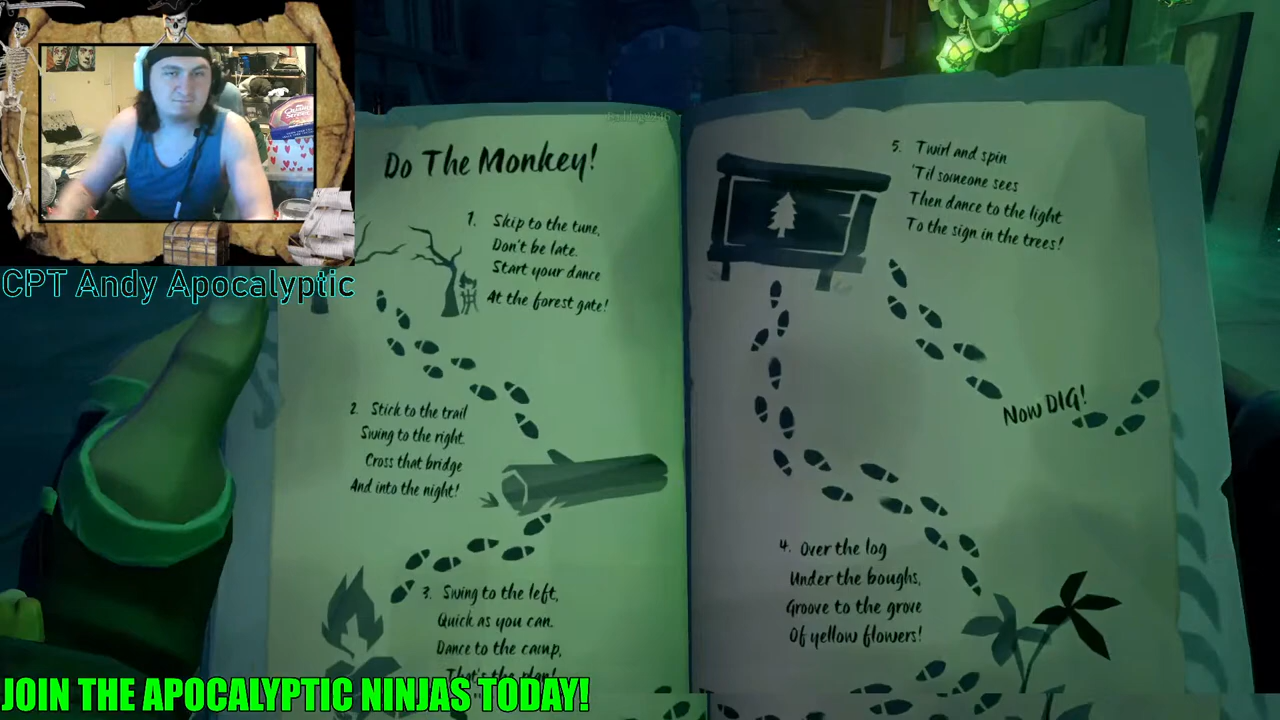 Do The Monkey!
1. Skip to the tune,
Don't be late.
Start your dance
At the forest gate!
2. Stick to the trail
Swing to the right.
Cross that bridge
And into the night!
3. Swing to the left,
Quick as you can.
Dance to the camp,
That's the plan!
5. Twirl and spin
'Til someone sees
Then dance to the light
To the sign in the trees!
Now DIG!
4. Over the log
Under the boughs,
Groove to the grove
Of yellow flowers!
CPT Andy Apocalyptic
JOIN THE APOCALYPTIC NINJAS TODAY!